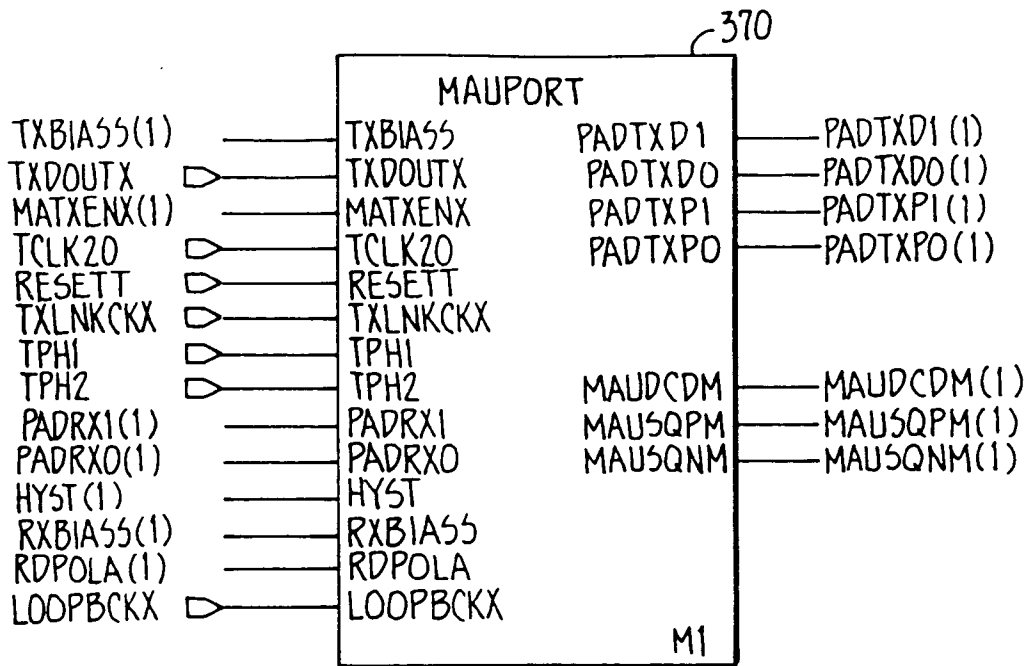 370
MAUPORT
TXBIASS(1) TXBIASS PADTXD1 PADTXD1(1)
TXDOUTX TXDOUTX PADTXD0 PADTXD0(1)
MATXENX(1) MATXENX PADTXP1 PADTXP1(1)
TCLK20 TCLK20 PADTXP0 PADTXP0(1)
RESETT RESETT
TXLNKCKX TXLNKCKX
TPH1 TPH1
TPH2 TPH2 MAUDCDM MAUDCDM(1)
PADRX1(1) PADRX1 MAUSQPM MAUSQPM(1)
PADRX0(1) PADRX0 MAUSQNM MAUSQNM(1)
HYST(1) HYST
RXBIASS(1) RXBIASS
RDPOLA(1) RDPOLA
LOOPBCKX LOOPBCKX
M1